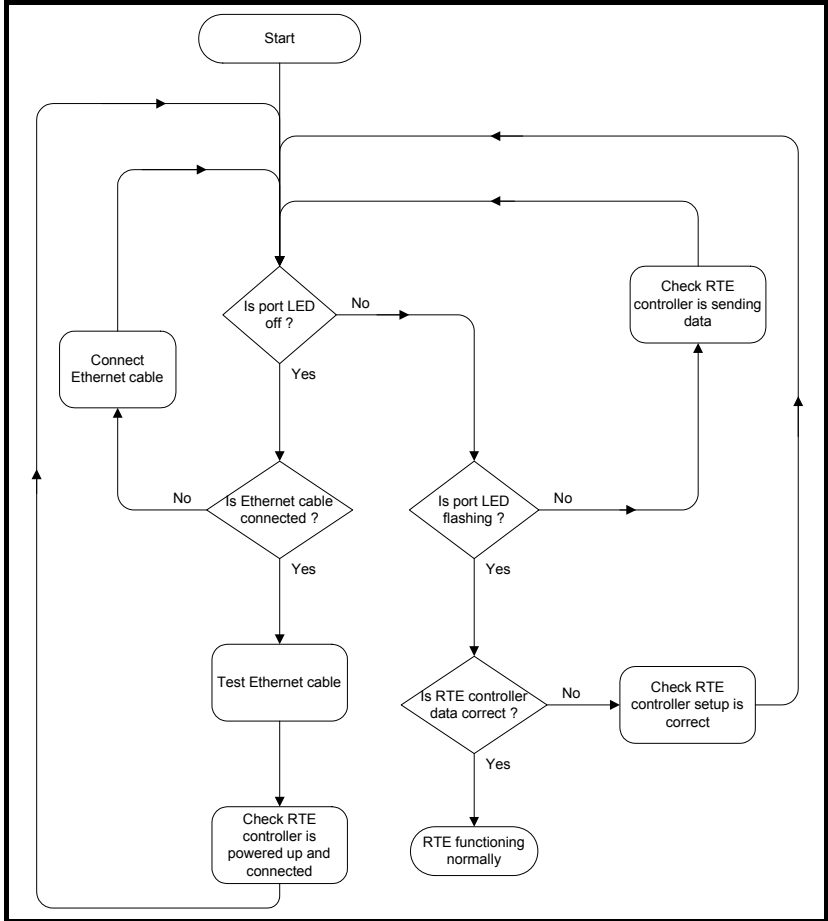 Start
Is port LED
off ?
No
Yes
Check RTE
controller is sending
data
Connect
Ethernet cable
Is Ethernet cable
connected ?
No
Yes
Is port LED
flashing ?
No
Yes
Test Ethernet cable
Is RTE controller
data correct ?
No
Yes
Check RTE
controller setup is
correct
Check RTE
controller is
powered up and
connected
RTE functioning
normally